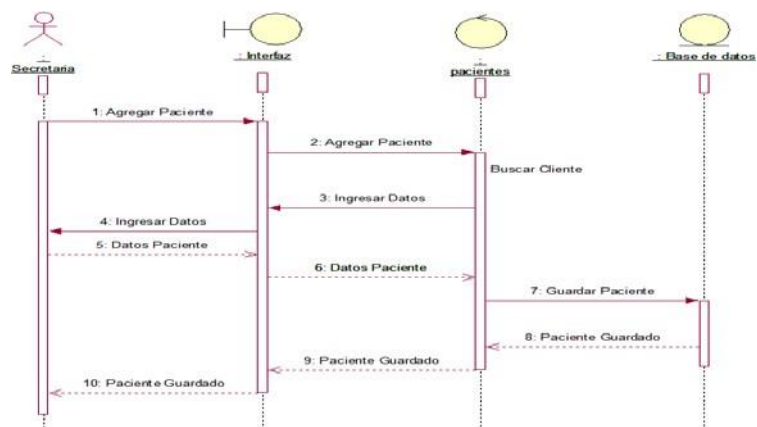 : Secretaria
: Interfaz
: pacientes
: Base de datos
1: Agregar Paciente
2: Agregar Paciente
Buscar Cliente
3: Ingresar Datos
4: Ingresar Datos
5: Datos Paciente
6: Datos Paciente
7: Guardar Paciente
8: Paciente Guardado
9: Paciente Guardado
10: Paciente Guardado